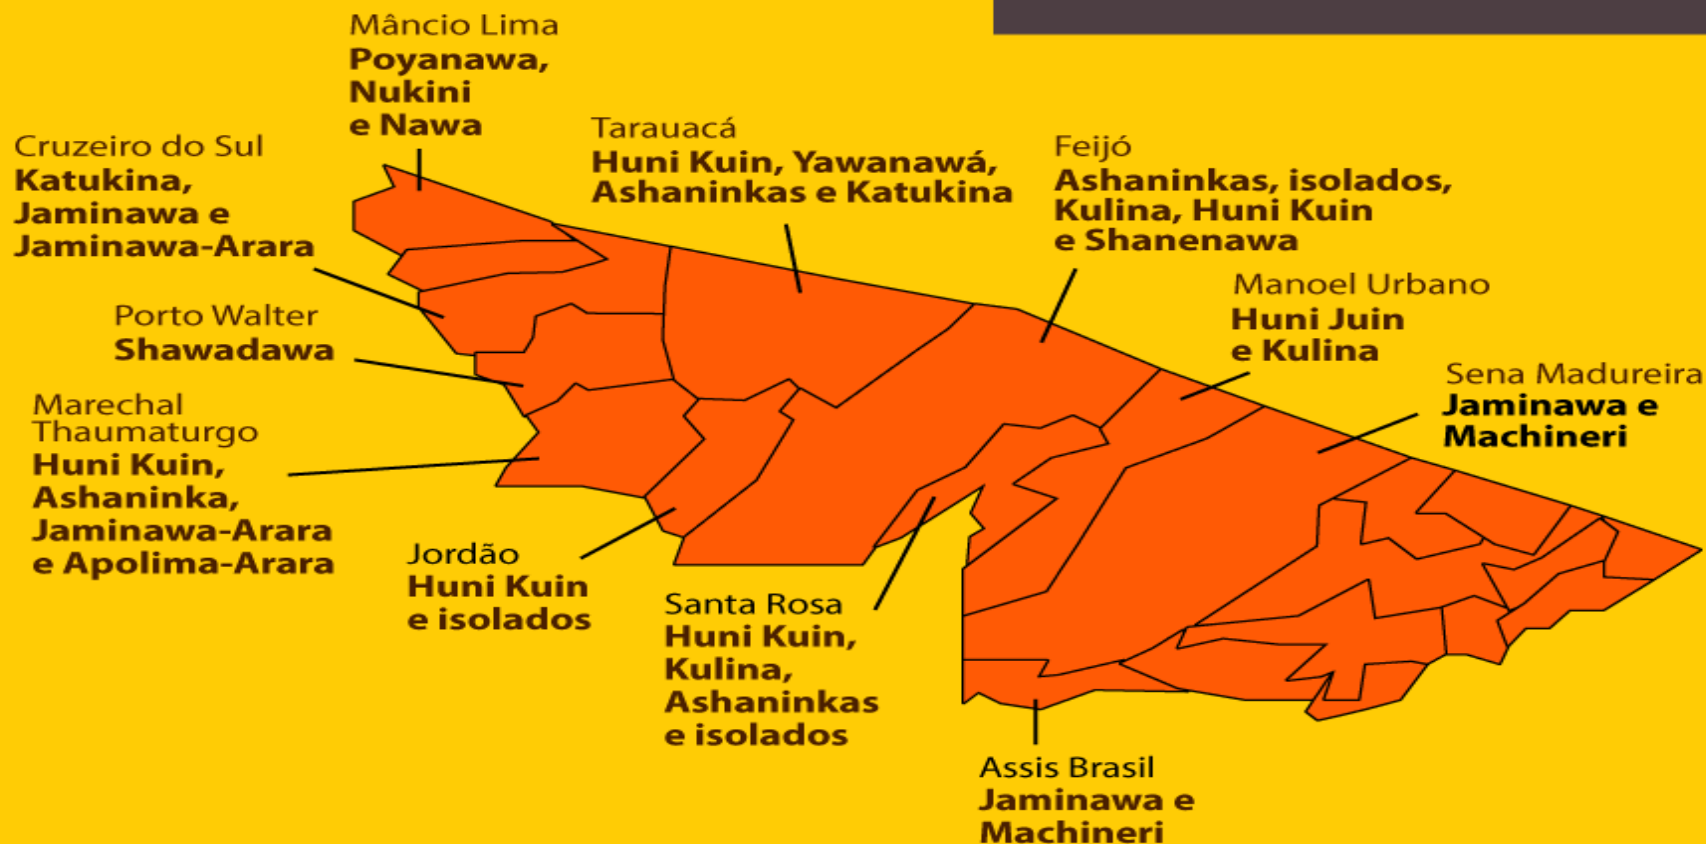 Mâncio Lima
Poyanawa,
Nukini
e Nawa
Cruzeiro do Sul
Katukina,
Jaminawa e
Jaminawa-Arara
Tarauacá
Huni Kuin, Yawanawá,
Ashaninkas e Katukina
Feijó
Ashaninkas, isolados,
Kulina, Huni Kuin
e Shanenawa
Manoel Urbano
Huni Juin
e Kulina
Sena Madureira
Jaminawa e
Machineri
Porto Walter
Shawadawa
Marechal
Thaumaturgo
Huni Kuin,
Ashaninka,
Jaminawa-Arara
e Apolima-Arara
Jordão
Huni Kuin
e isolados
Santa Rosa
Huni Kuin,
Kulina,
Ashaninkas
e isolados
Assis Brasil
Jaminawa e
Machineri